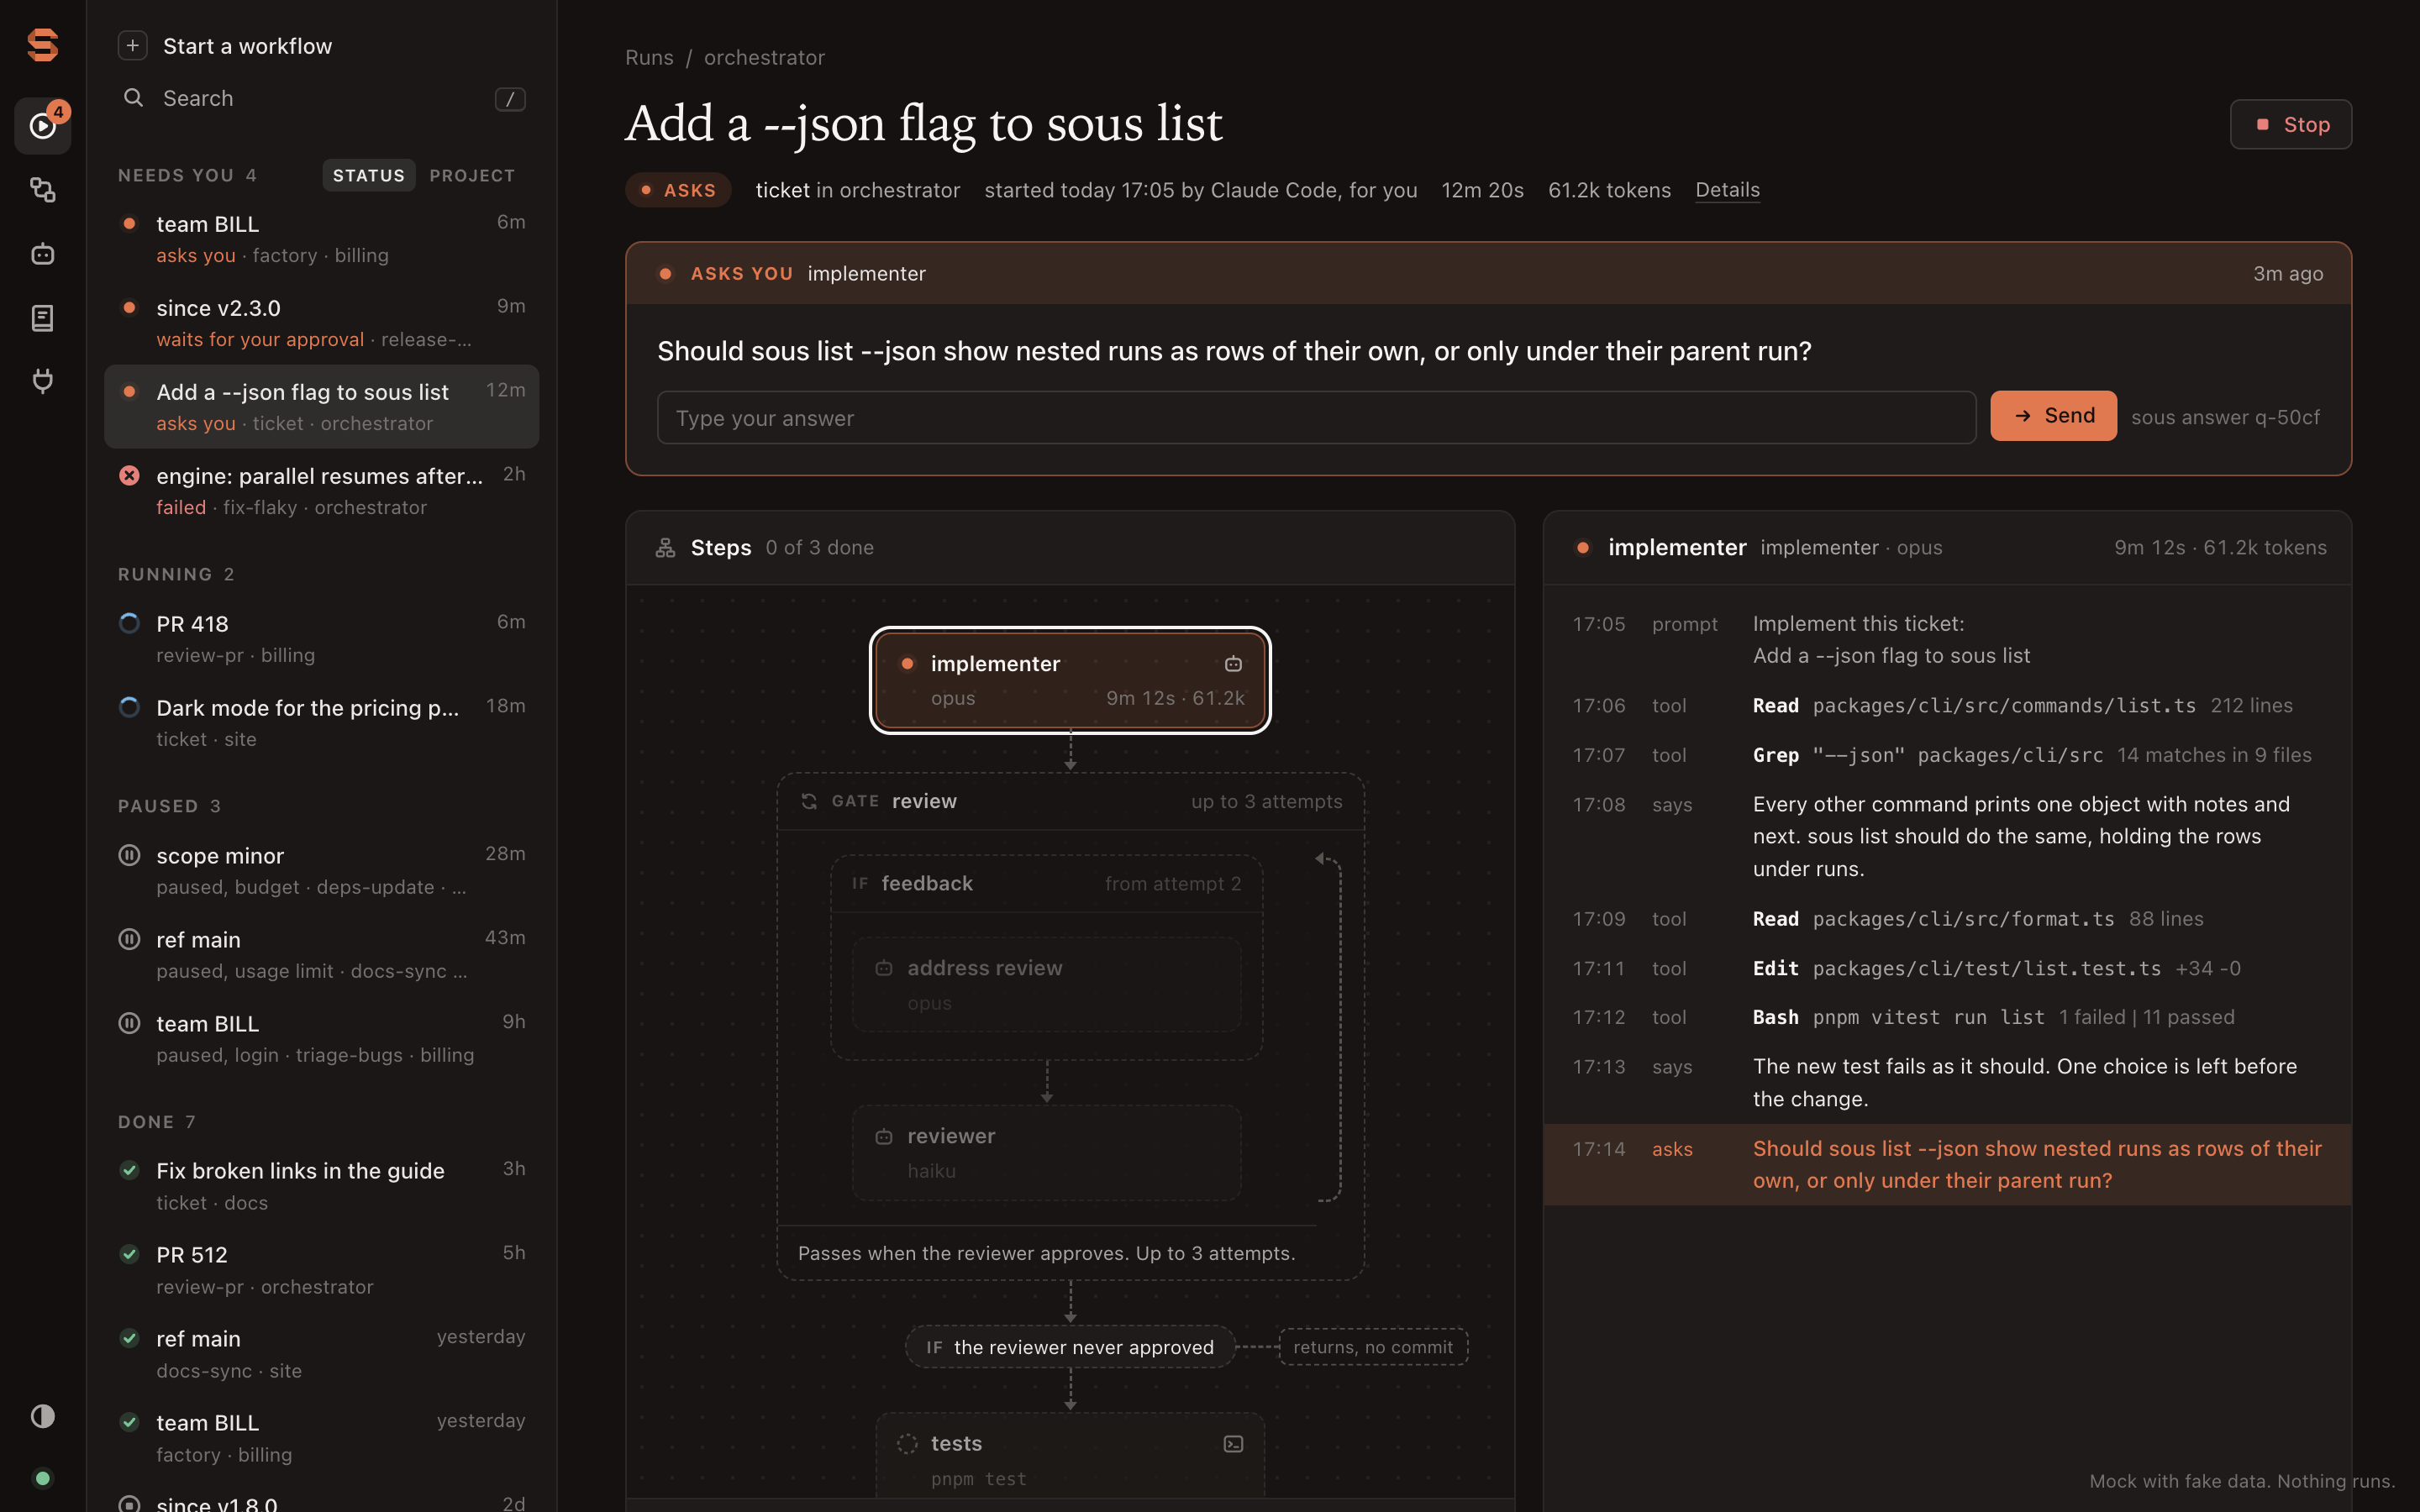 4
Start a workflow
Search /
NEEDS YOU 4 STATUS PROJECT
team BILL 6m
asks you · factory · billing
since v2.3.0 9m
waits for your approval · release-...
Add a --json flag to sous list 12m
asks you · ticket · orchestrator
engine: parallel resumes after... 2h
failed · fix-flaky · orchestrator
RUNNING 2
PR 418 6m
review-pr · billing
Dark mode for the pricing p... 18m
ticket · site
PAUSED 3
scope minor 28m
paused, budget · deps-update · ...
ref main 43m
paused, usage limit · docs-sync ...
team BILL 9h
paused, login · triage-bugs · billing
DONE 7
Fix broken links in the guide 3h
ticket · docs
PR 512 5h
review-pr · orchestrator
ref main yesterday
docs-sync · site
team BILL yesterday
factory · billing
since v1.8.0 2d
Runs / orchestrator
Add a --json flag to sous list
Stop
ASKS ticket in orchestrator started today 17:05 by Claude Code, for you 12m 20s 61.2k tokens Details
ASKS YOU implementer 3m ago
Should sous list --json show nested runs as rows of their own, or only under their parent run?
Type your answer Send sous answer q-50cf
Steps 0 of 3 done
implementer
opus 9m 12s · 61.2k
GATE review up to 3 attempts
IF feedback from attempt 2
address review
opus
reviewer
haiku
Passes when the reviewer approves. Up to 3 attempts.
IF the reviewer never approved returns, no commit
tests
pnpm test
implementer implementer · opus 9m 12s · 61.2k tokens
17:05 prompt Implement this ticket:
Add a --json flag to sous list
17:06 tool Read packages/cli/src/commands/list.ts 212 lines
17:07 tool Grep "--json" packages/cli/src 14 matches in 9 files
17:08 says Every other command prints one object with notes and
next. sous list should do the same, holding the rows
under runs.
17:09 tool Read packages/cli/src/format.ts 88 lines
17:11 tool Edit packages/cli/test/list.test.ts +34 -0
17:12 tool Bash pnpm vitest run list 1 failed | 11 passed
17:13 says The new test fails as it should. One choice is left before
the change.
17:14 asks Should sous list --json show nested runs as rows of their
own, or only under their parent run?
Mock with fake data. Nothing runs.